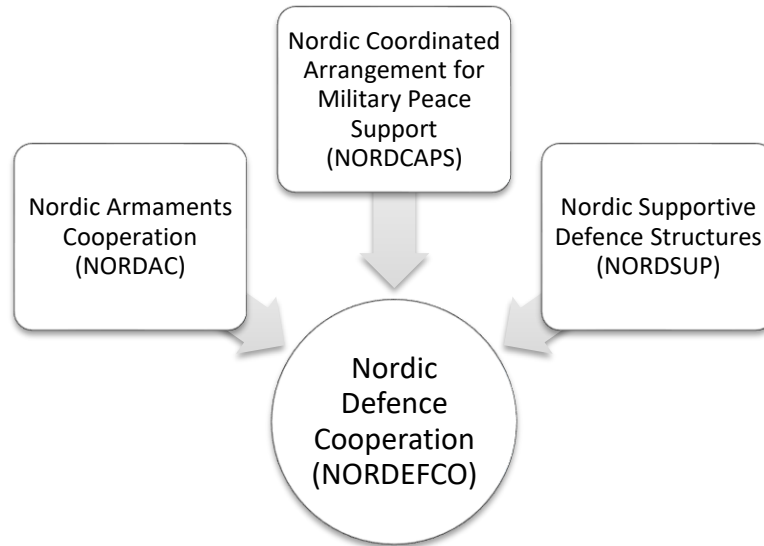 Nordic Coordinated
Arrangement for
Military Peace
Support
(NORDCAPS)
Nordic Armaments
Cooperation
(NORDAC)
Nordic Supportive
Defence Structures
(NORDSUP)
Nordic
Defence
Cooperation
(NORDEFCO)